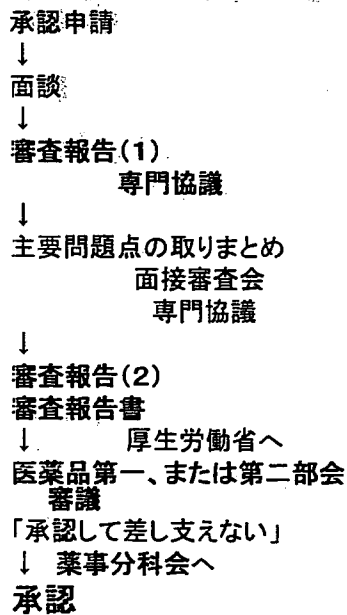 承認申請
↓
面談
↓
審査報告(1)
専門協議
↓
主要問題点の取りまとめ
面接審査会
専門協議
↓
審査報告(2)
審査報告書
↓ 厚生労働省へ
医薬品第一、または第二部会
審議
「承認して差し支えない」
↓ 薬事分科会へ
承認